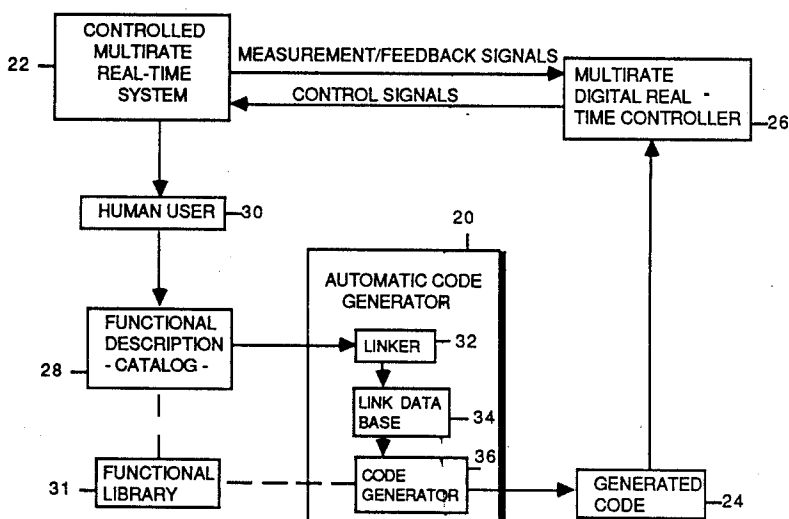 CONTROLLED
MULTIRATE
REAL-TIME
SYSTEM
22
MEASUREMENT/FEEDBACK SIGNALS
CONTROL SIGNALS
MULTIRATE
DIGITAL REAL -
TIME CONTROLLER
26
HUMAN USER
30
20
AUTOMATIC CODE
GENERATOR
FUNCTIONAL
DESCRIPTION
- CATALOG -
28
LINKER
32
LINK DATA
BASE
34
36
CODE
GENERATOR
FUNCTIONAL
LIBRARY
31
GENERATED
CODE
24